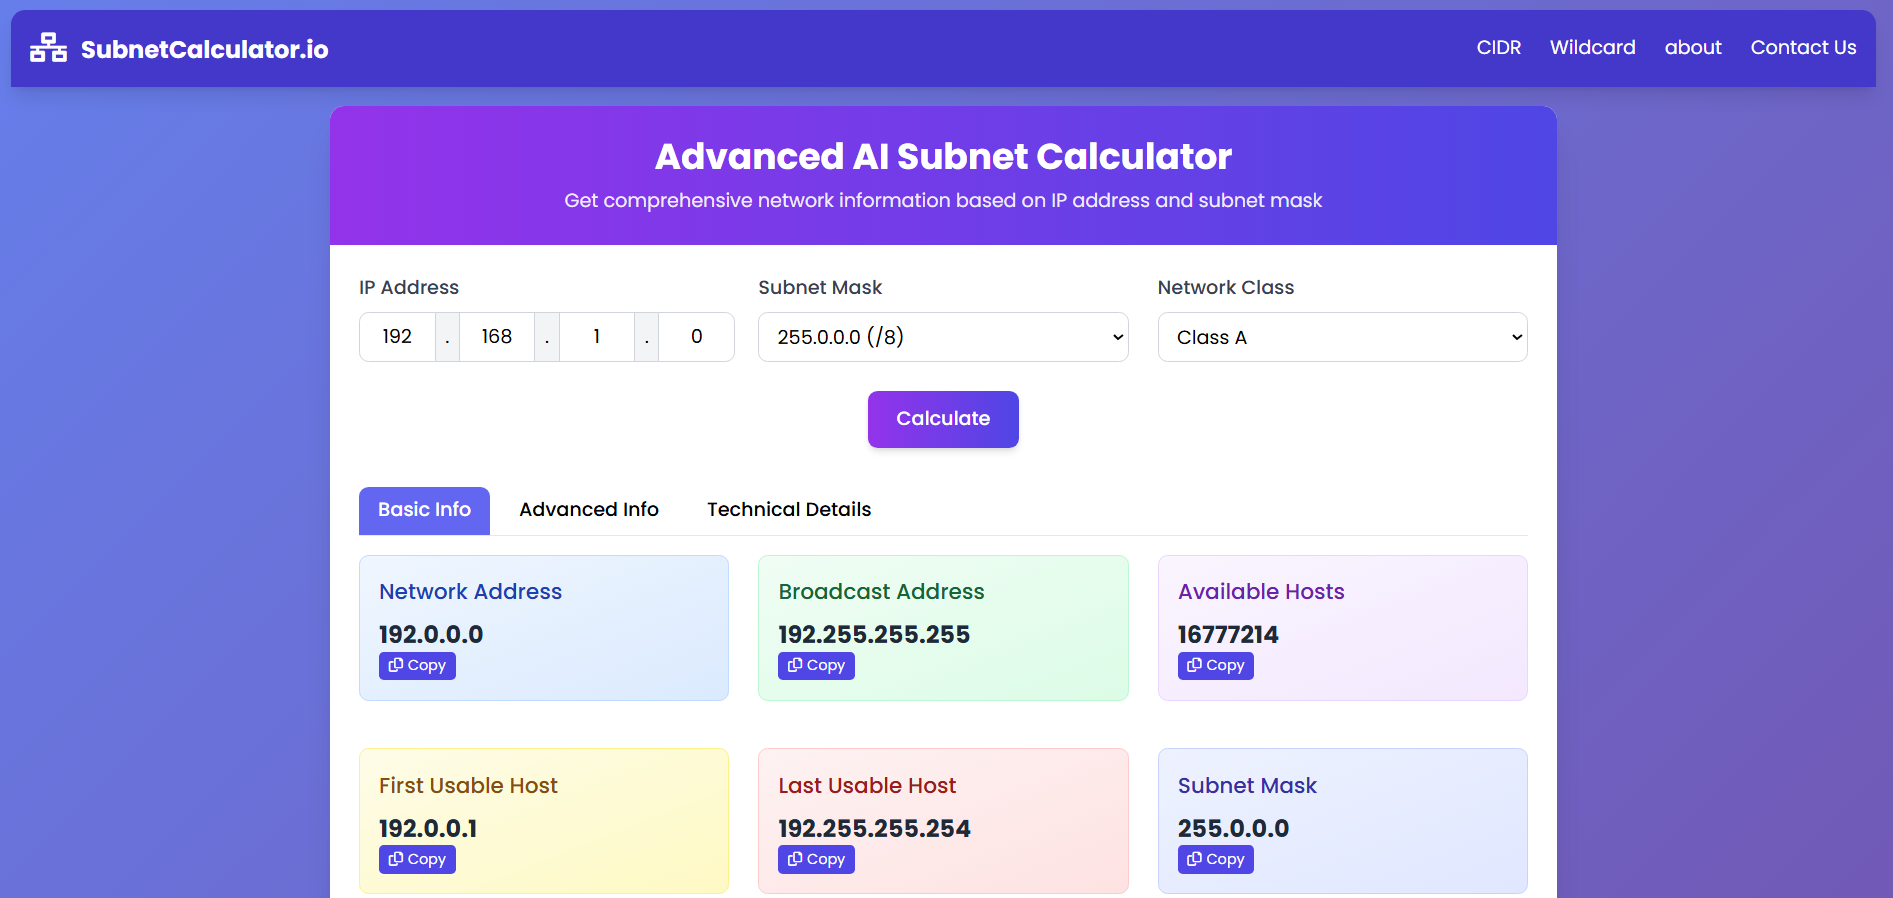 SubnetCalculator.io
CIDR Wildcard about Contact Us
Advanced AI Subnet Calculator
Get comprehensive network information based on IP address and subnet mask
IP Address Subnet Mask Network Class
192 . 168 . 1 . 0 255.0.0.0 (/8) Class A
Calculate
Basic Info Advanced Info Technical Details
Network Address Broadcast Address Available Hosts
192.0.0.0 192.255.255.255 16777214
Copy Copy Copy
First Usable Host Last Usable Host Subnet Mask
192.0.0.1 192.255.255.254 255.0.0.0
Copy Copy Copy